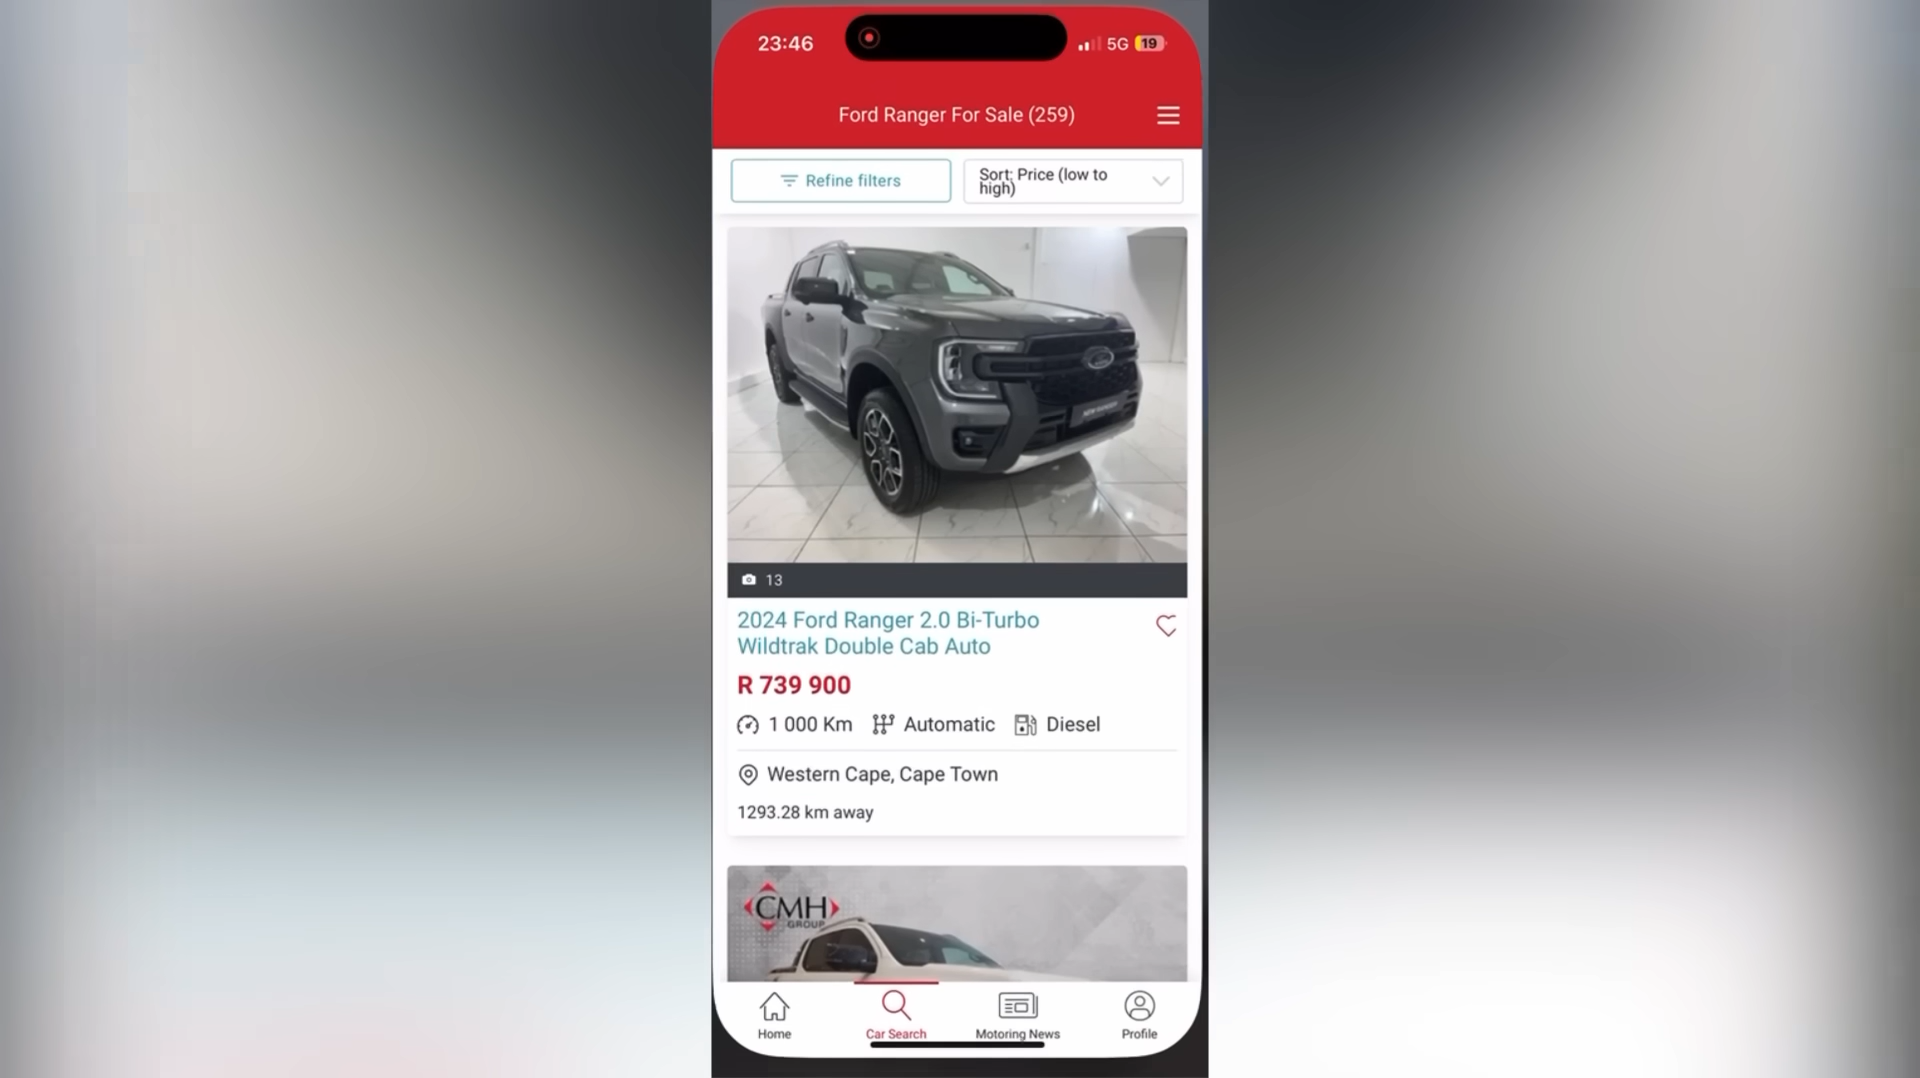 23:46
5G 19
Ford Ranger For Sale (259)
Refine filters
Sort: Price (low to
high)
13
2024 Ford Ranger 2.0 Bi-Turbo
Wildtrak Double Cab Auto
R 739 900
1 000 Km Automatic Diesel
Western Cape, Cape Town
1293.28 km away
CMH
GROUP
Home
Car Search
Motoring News
Profile